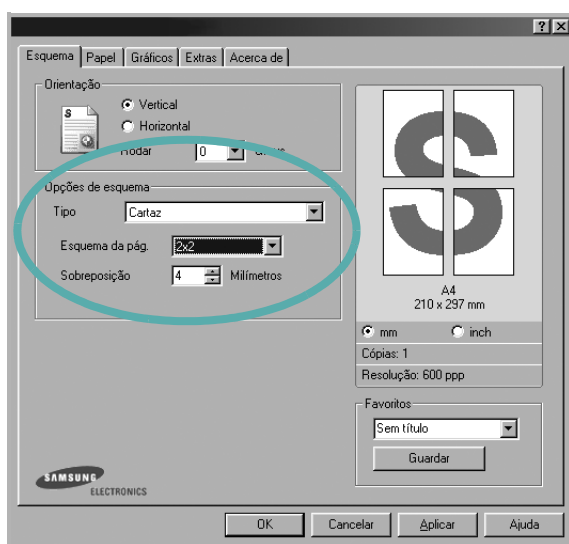 ? X
Esquema Papel Gráficos Extras Acerca de
Orientação
S
Vertical
Horizontal
Rodar 0
Opções de esquema
Tipo Cartaz
Esquema da pág. 2x2
Sobreposição 4 Milímetros
S
A4
210 x 297 mm
mm inch
Cópias: 1
Resolução: 600 ppp
Favoritos
Sem título
Guardar
SAMSUNG
ELECTRONICS
OK Cancelar Aplicar Ajuda